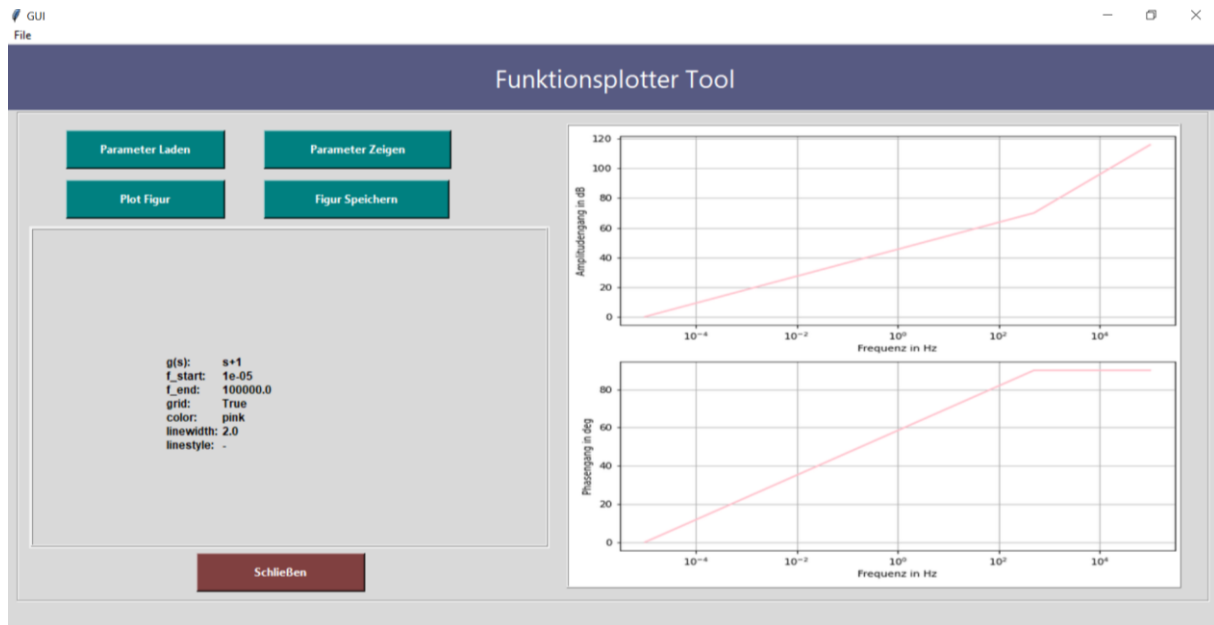 GUI
File
Funktionsplotter Tool
Parameter Laden
Parameter Zeigen
Plot Figur
Figur Speichern
g(s): s+1
f_start: 1e-05
f_end: 100000.0
grid: True
color: pink
linewidth: 2.0
linestyle: -
Schließen
Amplitudengang in dB
120
100
80
60
40
20
0
10⁻⁴ 10⁻² 10⁰ 10² 10⁴
Frequenz in Hz
Phasengang in deg
80
60
40
20
0
10⁻⁴ 10⁻² 10⁰ 10² 10⁴
Frequenz in Hz